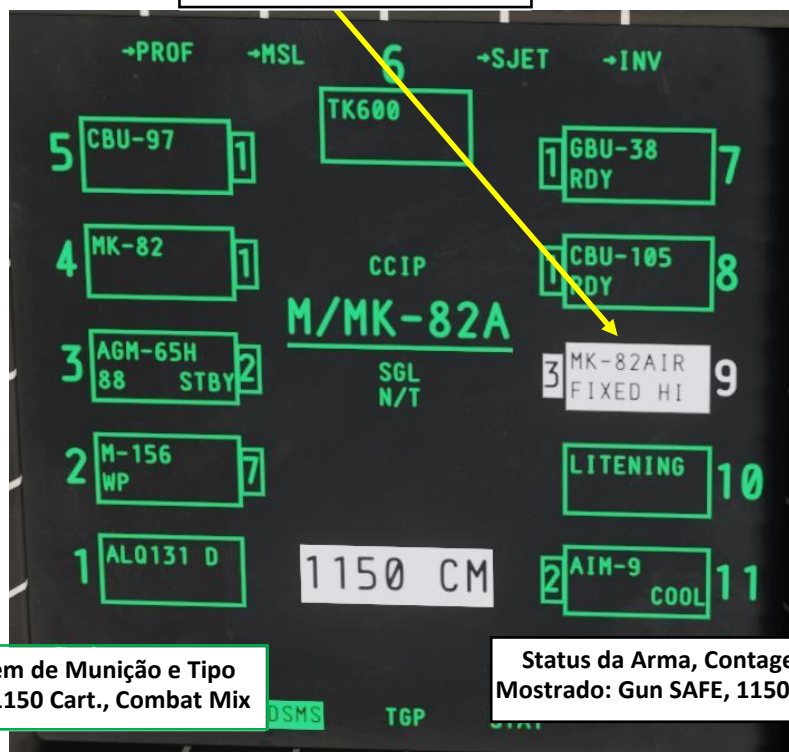 →PROF →MSL 6 →SJET →INV
TK600
5 CBU-97 1
1 GBU-38 7
RDY
4 MK-82 1
1 CBU-105 8
RDY
CCIP
M/MK-82A
SGL
N/T
3 AGM-65H 2
88 STBY
3 MK-82AIR 9
FIXED HI
2 M-156 7
WP
LITENING 10
1 ALQ131 D
1150 CM
2 AIM-9 11
COOL
em de Munição e Tipo
1150 Cart., Combat Mix
Status da Arma, Contage
Mostrado: Gun SAFE, 1150
DSMS TGP